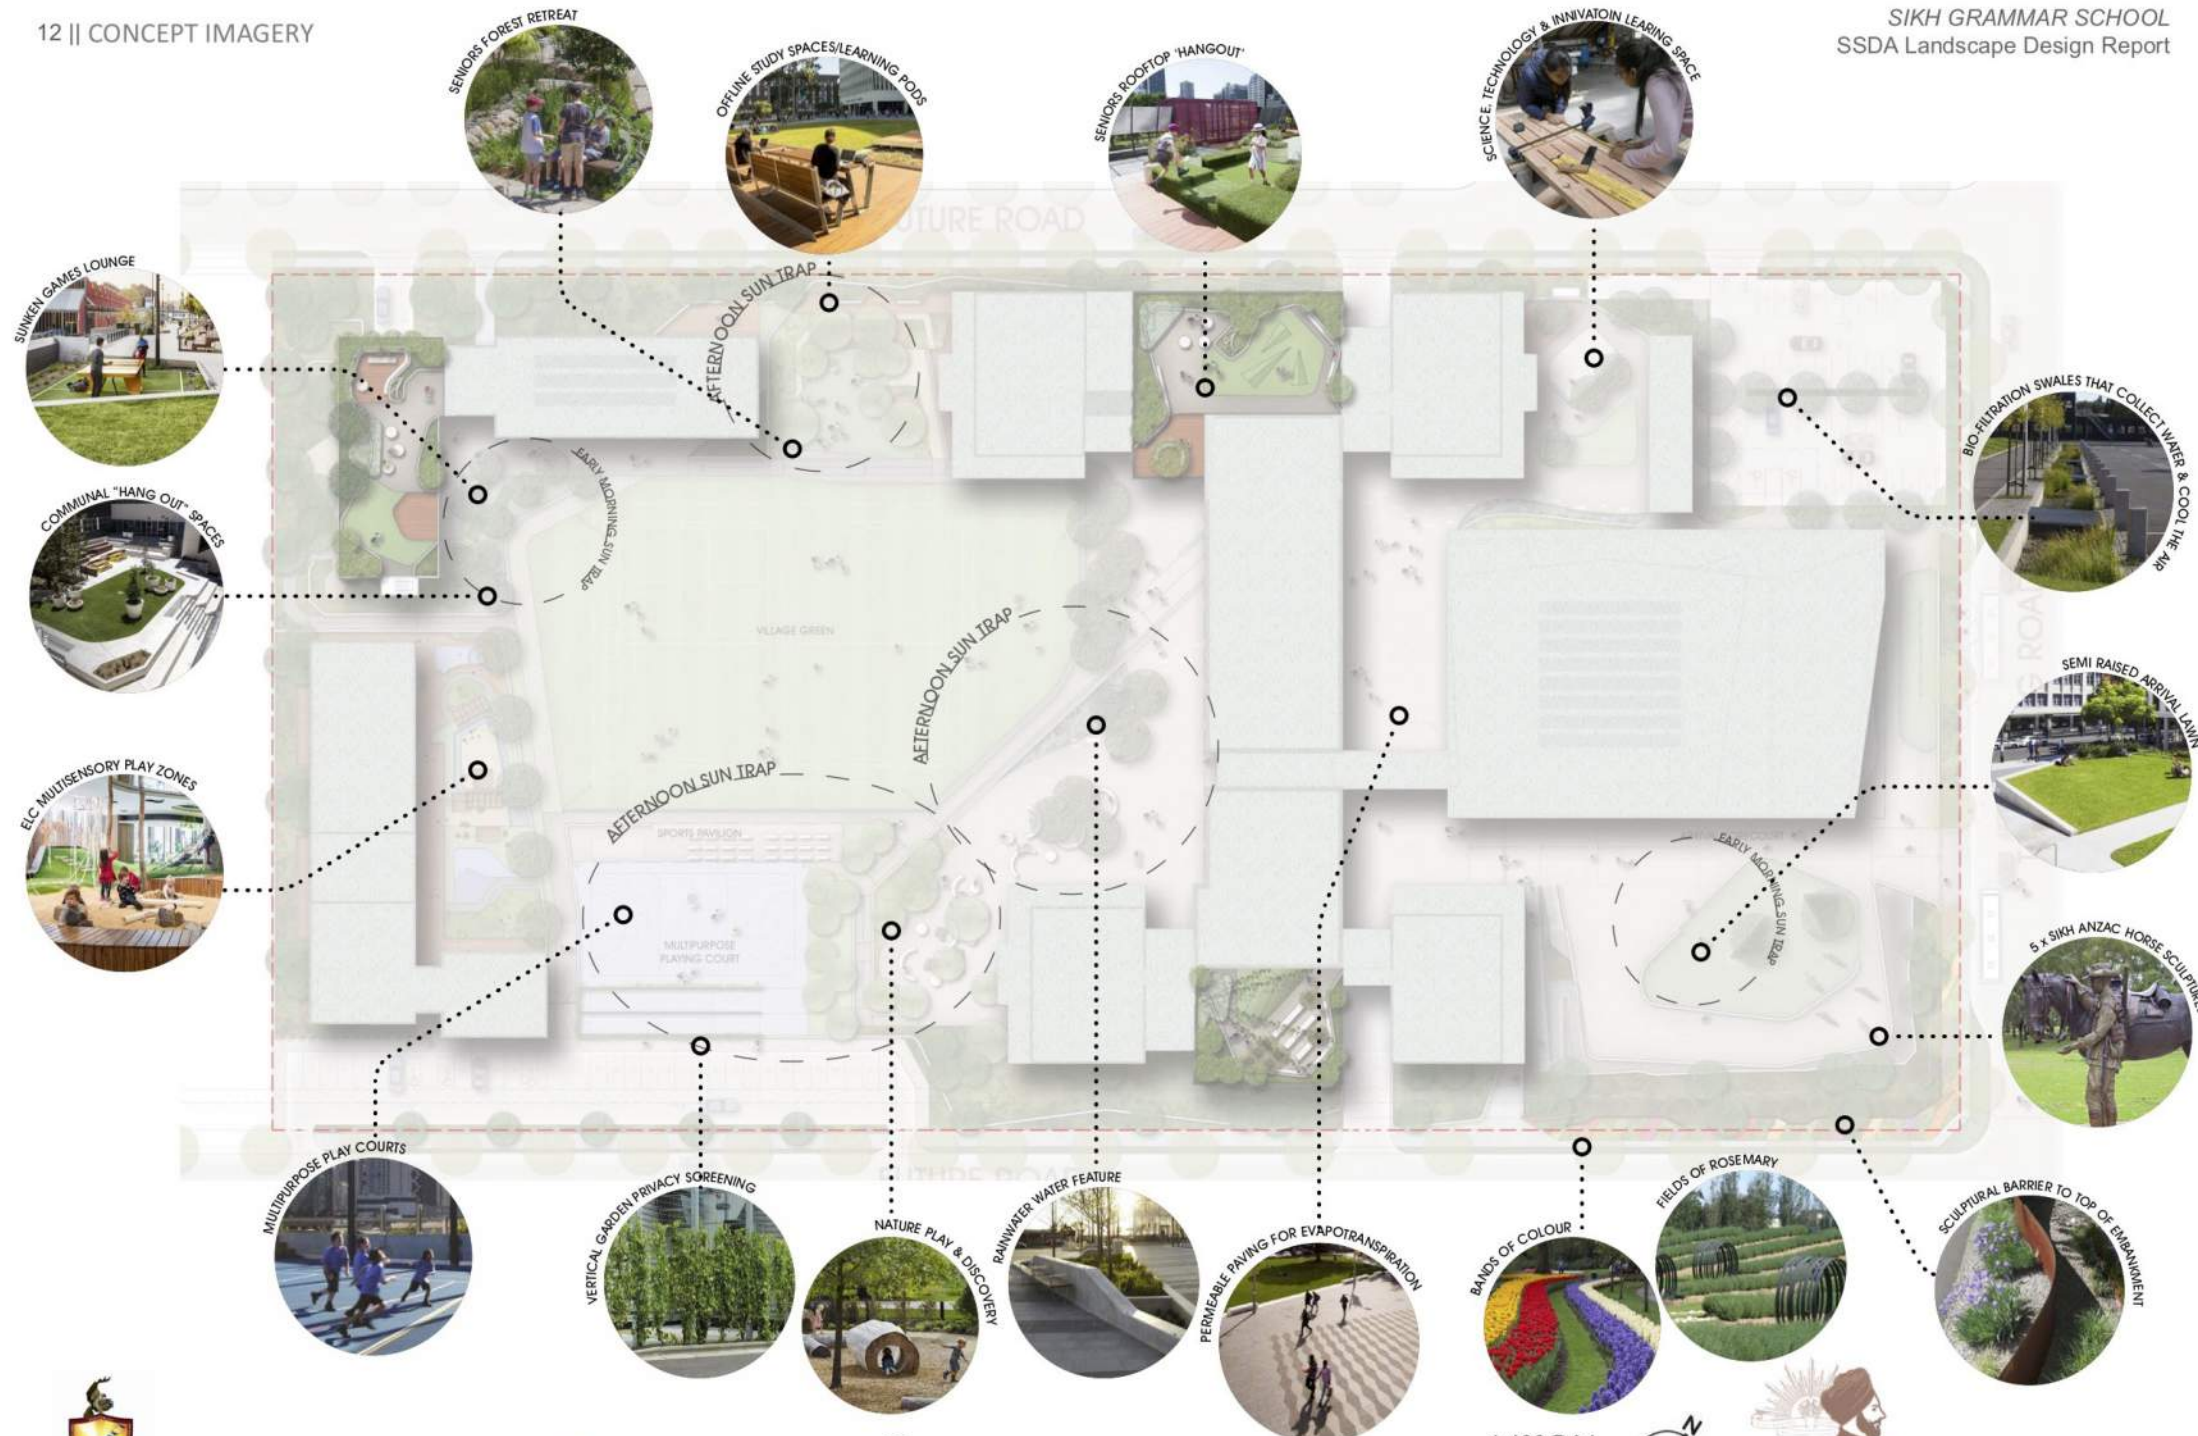 12 || CONCEPT IMAGERY
SIKH GRAMMAR SCHOOL
SSDA Landscape Design Report
SENIORS FOREST RETREAT
OFFLINE STUDY SPACES/LEARNING PODS
SENIORS ROOFTOP 'HANGOUT'
SCIENCE, TECHNOLOGY & INNIVATOIN LEARING SPACE
SUNKEN GAMES LOUNGE
COMMUNAL "HANG OUT" SPACES
ELC MULTISENSORY PLAY ZONES
BIO-FILTRATION SWALES THAT COLLECT WATER & COOL THE AIR
SEMI RAISED ARRIVAL LAWN
5 x SIKH ANZAC HORSE SCULPTURE
UTURE ROAD
AFTERNOON SUN TRAP
EARLY MORNING SUN TRAP
VILLAGE GREEN
AFTERNOON SUN TRAP
AFTERNOON SUN TRAP
SPORTS PAVILION
MULTIPURPOSE
PLAYING COURT
EARLY MORNING SUN TRAP
ROAD
FUTURE ROAD
MULTIPURPOSE PLAY COURTS
VERTICAL GARDEN PRIVACY SCREENING
NATURE PLAY & DISCOVERY
RAINWATER WATER FEATURE
PERMEABLE PAVING FOR EVAPOTRANSPIRATION
BANDS OF COLOUR
FIELDS OF ROSEMARY
SCULPTURAL BARRIER TO TOP OF EMBANKMENT
N